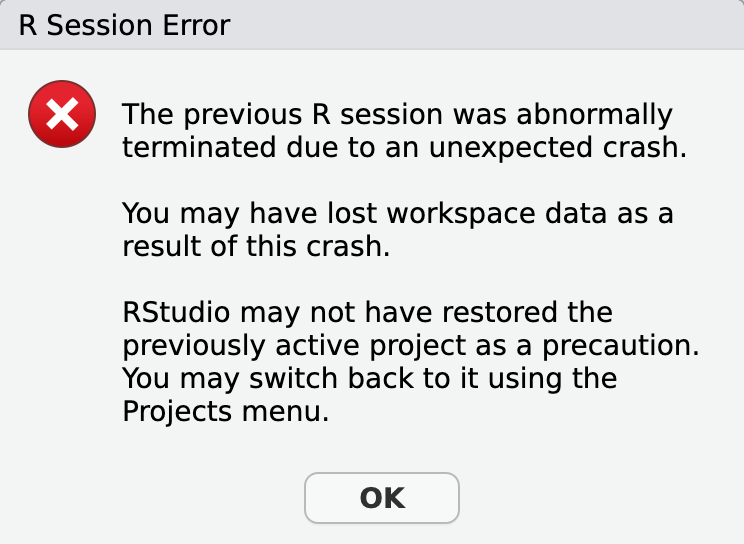 R Session Error
The previous R session was abnormally
terminated due to an unexpected crash.
You may have lost workspace data as a
result of this crash.
RStudio may not have restored the
previously active project as a precaution.
You may switch back to it using the
Projects menu.
OK